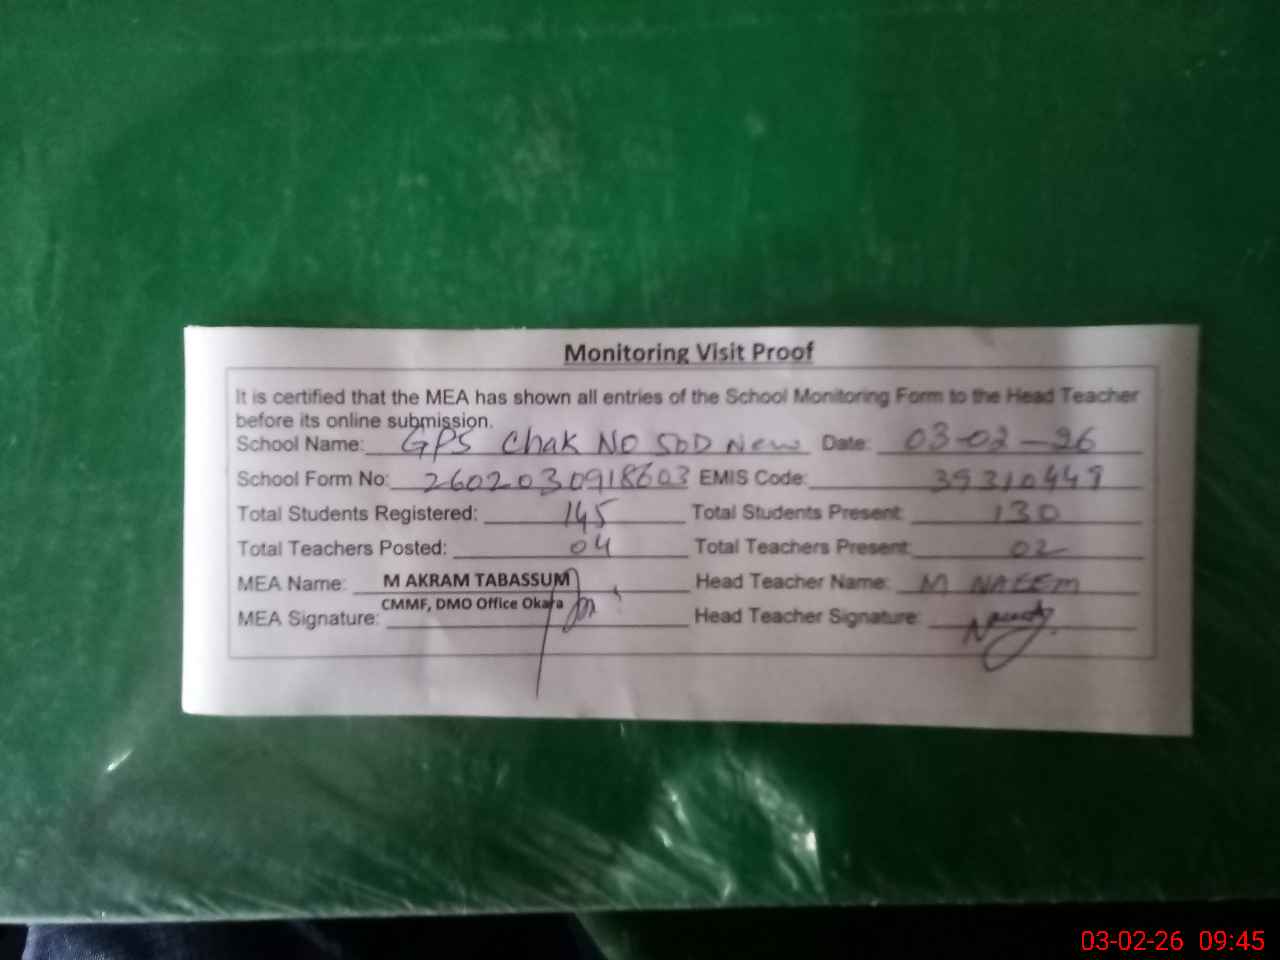 Monitoring Visit Proof
It is certified that the MEA has shown all entries of the School Monitoring Form to the Head Teacher
before its online submission.
School Name: GPS Chak NO 50D New Date: 03-02-26
School Form No: 2602030918603 EMIS Code: 39310449
Total Students Registered: 145 Total Students Present: 130
Total Teachers Posted: 04 Total Teachers Present: 02
MEA Name: M AKRAM TABASSUM Head Teacher Name: M NAEEM
CMMF, DMO Office Okara
MEA Signature: Head Teacher Signature:
03-02-26 09:45